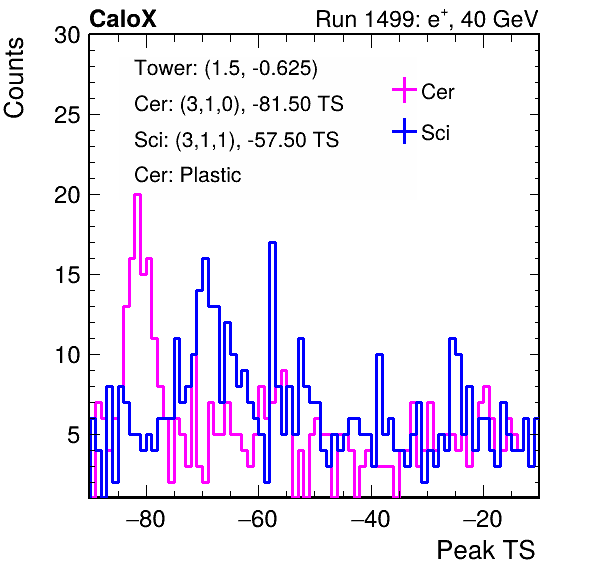 CaloX Run 1499: e+, 40 GeV
Counts
30
25
20
15
10
5
Tower: (1.5, -0.625)
Cer: (3,1,0), -81.50 TS
Sci: (3,1,1), -57.50 TS
Cer: Plastic
Cer
Sci
−80 −60 −40 −20
Peak TS